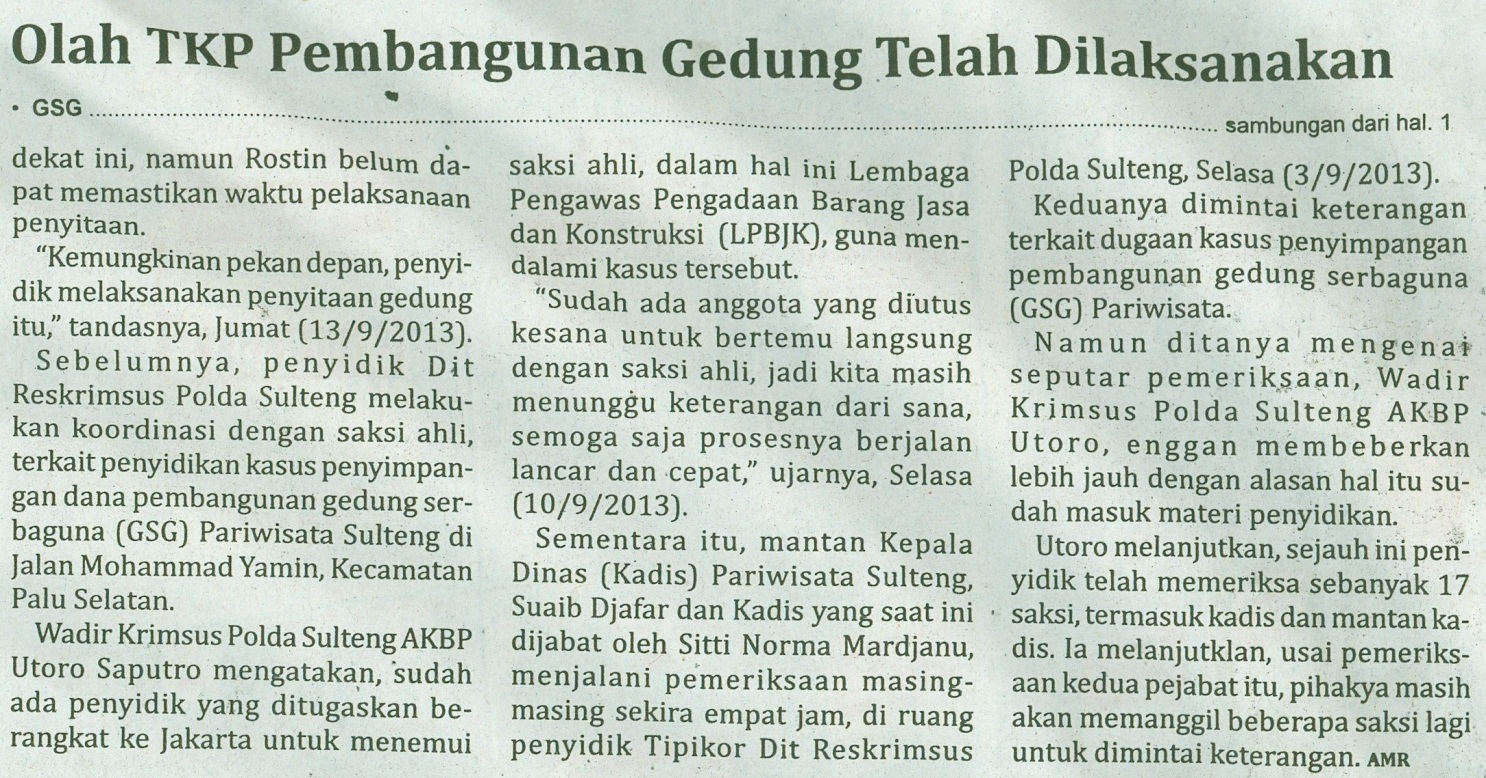 Olah TKP Pembangunan Gedung Telah Dilaksanakan
• GSG ........................................ sambungan dari hal. 1
dekat ini, namun Rostin belum da-
pat memastikan waktu pelaksanaan
penyitaan.
“Kemungkinan pekan depan, penyi-
dik melaksanakan penyitaan gedung
itu,” tandasnya, Jumat (13/9/2013).
Sebelumnya, penyidik Dit
Reskrimsus Polda Sulteng melaku-
kan koordinasi dengan saksi ahli,
terkait penyidikan kasus penyimpan-
gan dana pembangunan gedung ser-
baguna (GSG) Pariwisata Sulteng di
Jalan Mohammad Yamin, Kecamatan
Palu Selatan.
Wadir Krimsus Polda Sulteng AKBP
Utoro Saputro mengatakan, sudah
ada penyidik yang ditugaskan be-
rangkat ke Jakarta untuk menemui
saksi ahli, dalam hal ini Lembaga
Pengawas Pengadaan Barang Jasa
dan Konstruksi (LPBJK), guna men-
dalami kasus tersebut.
“Sudah ada anggota yang diutus
kesana untuk bertemu langsung
dengan saksi ahli, jadi kita masih
menunggu keterangan dari sana,
semoga saja prosesnya berjalan
lancar dan cepat,” ujarnya, Selasa
(10/9/2013).
Sementara itu, mantan Kepala
Dinas (Kadis) Pariwisata Sulteng,
Suaib Djafar dan Kadis yang saat ini
dijabat oleh Sitti Norma Mardjanu,
menjalani pemeriksaan masing-
masing sekira empat jam, di ruang
penyidik Tipikor Dit Reskrimsus
Polda Sulteng, Selasa (3/9/2013).
Keduanya dimintai keterangan
terkait dugaan kasus penyimpangan
pembangunan gedung serbaguna
(GSG) Pariwisata.
Namun ditanya mengenai
seputar pemeriksaan, Wadir
Krimsus Polda Sulteng AKBP
Utoro, enggan membeberkan
lebih jauh dengan alasan hal itu su-
dah masuk materi penyidikan.
Utoro melanjutkan, sejauh ini pen-
yidik telah memeriksa sebanyak 17
saksi, termasuk kadis dan mantan ka-
dis. Ia melanjutklan, usai pemeriks-
aan kedua pejabat itu, pihakya masih
akan memanggil beberapa saksi lagi
untuk dimintai keterangan. AMR